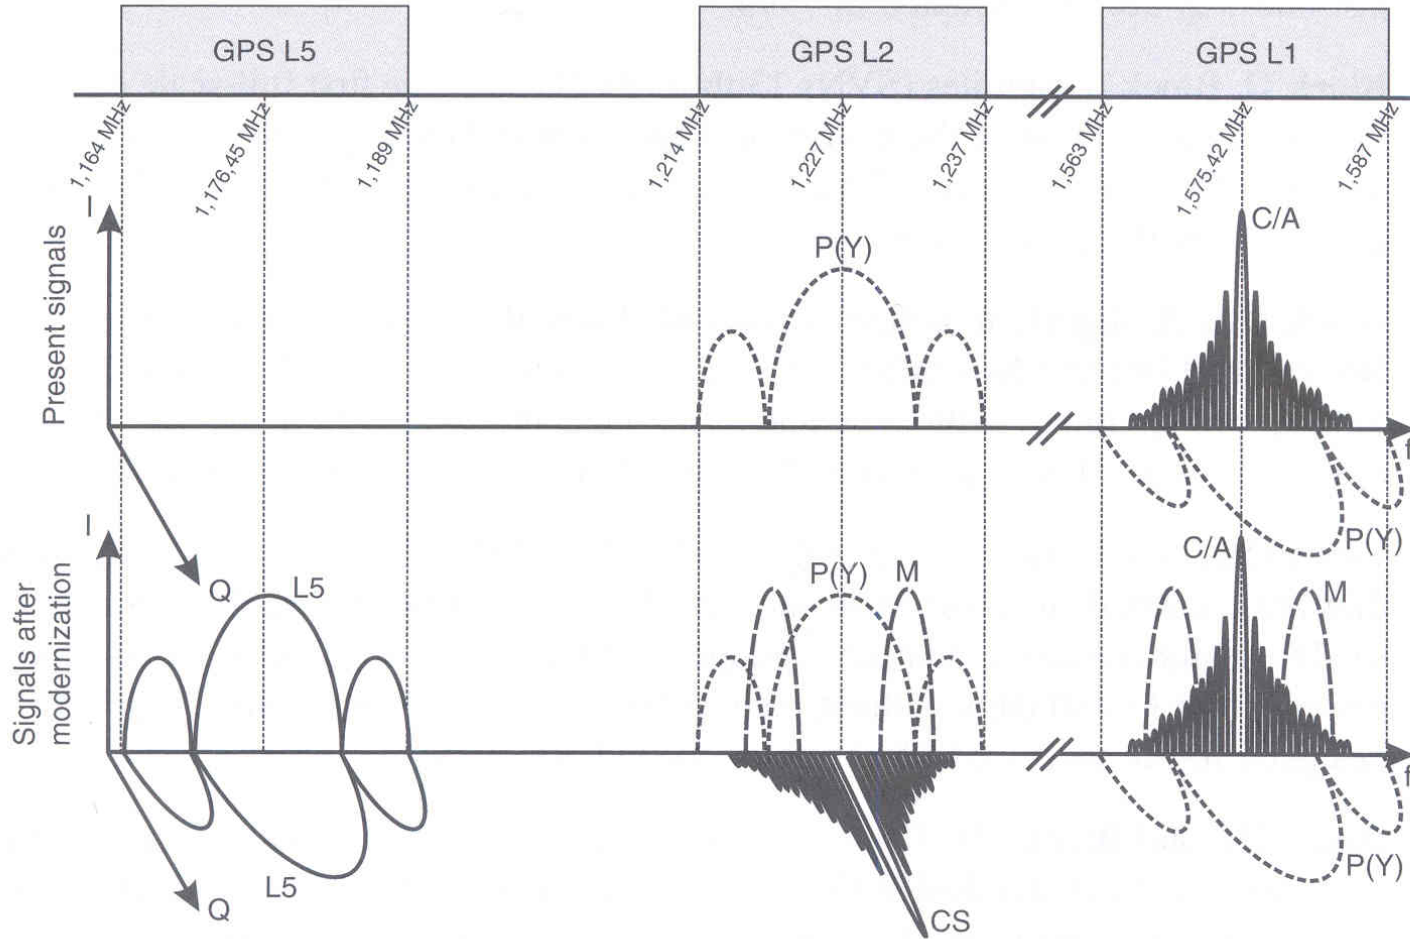 GPS L5
GPS L2
GPS L1
1,164 MHz
1,176,45 MHz
1,189 MHz
1,214 MHz
1,227 MHz
1,237 MHz
1,563 MHz
1,575.42 MHz
1,587 MHz
I
Present signals
P(Y)
C/A
f
P(Y)
Q
I
Signals after
modernization
L5
P(Y)
M
C/A
M
f
L5
Q
CS
P(Y)